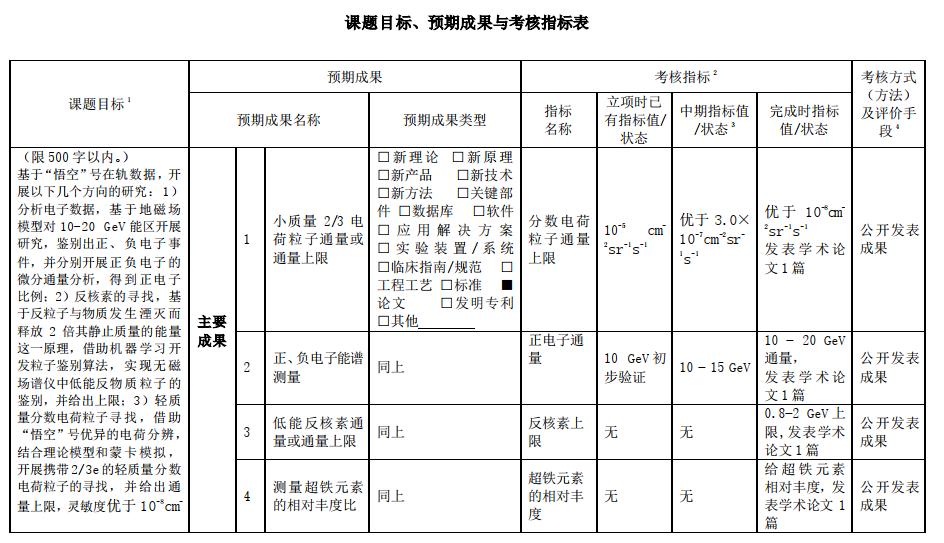 课题目标、预期成果与考核指标表
课题目标¹
预期成果
考核指标²
考核方式
（方法）
及评价手
段⁴
预期成果名称
预期成果类型
指标
名称
立项时已
有指标值/
状态
中期指标值
/状态³
完成时指标
值/状态
（限500字以内。）
基于“悟空”号在轨数据，开
展以下几个方向的研究：1）
分析电子数据，基于地磁场
模型对10-20 GeV能区开展
研究，鉴别出正、负电子事
件，并分别开展正负电子的
微分通量分析，得到正电子
比例；2）反核素的寻找，基
于反粒子与物质发生湮灭而
释放 2 倍其静止质量的能量
这一原理，借助机器学习开
发粒子鉴别算法，实现无磁
场谱仪中低能反物质粒子的
鉴别，并给出上限；3）轻质
量分数电荷粒子寻找，借助
“悟空”号优异的电荷分辨，
结合理论模型和蒙卡模拟，
开展携带2/3e的轻质量分数
电荷粒子的寻找，并给出通
量上限，灵敏度优于10⁻⁸cm⁻
主要
成果
1
小质量 2/3 电
荷粒子通量或
通量上限
□新理论 □新原理
□新产品 □新技术
□新方法 □关键部
件 □数据库 □软件
□应用解决方案
□实验装置/系统
□临床指南/规范 □
工程工艺 □标准 ■
论文 □发明专利
□其他
分数电荷
粒子通量
上限
10⁻⁵ cm⁻
²sr⁻¹s⁻¹
优于 3.0×
10⁻⁷cm⁻²sr⁻
¹s⁻¹
优于 10⁻⁸cm⁻
²sr⁻¹s⁻¹
发表学术论
文1篇
公开发表
成果
2
正、负电子能谱
测量
同上
正电子通
量
10 GeV初
步验证
10－15 GeV
10 － 20 GeV
通量，
发表学术论
文1篇
公开发表
成果
3
低能反核素通
量或通量上限
同上
反核素上
限
无
无
0.8-2 GeV上
限,发表学术
论文1篇
公开发表
成果
4
测量超铁元素
的相对丰度比
同上
超铁元素
的相对丰
度
无
无
给超铁元素
相对丰度，发
表学术论文 1
篇
公开发表
成果